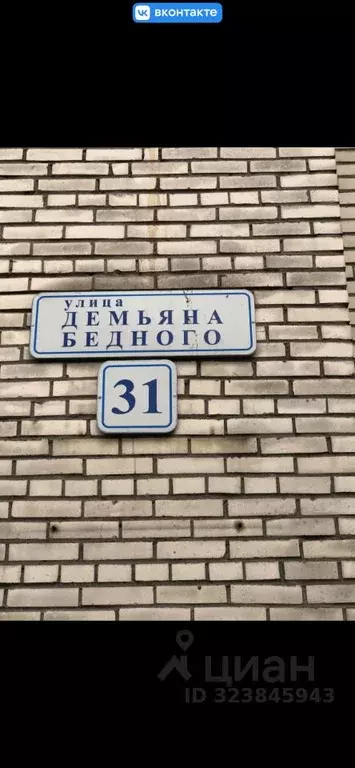 вконтакте
улица
ДЕМЬЯНА
БЕДНОГО
31
циан
ID 323845943